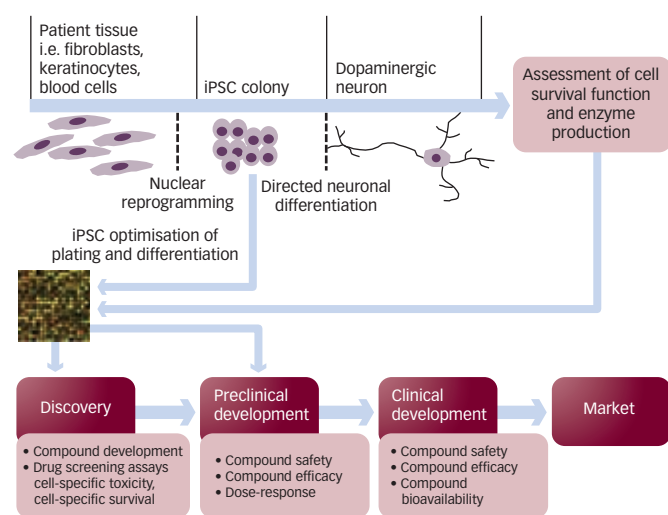 Patient tissue
i.e. fibroblasts,
keratinocytes,
blood cells
iPSC colony
Dopaminergic
neuron
Assessment of cell
survival function
and enzyme
production
Nuclear
reprogramming
Directed neuronal
differentiation
iPSC optimisation of
plating and differentiation
Discovery
• Compound development
• Drug screening assays
cell-specific toxicity,
cell-specific survival
Preclinical
development
• Compound safety
• Compound efficacy
• Dose-response
Clinical
development
• Compound safety
• Compound efficacy
• Compound
bioavailability
Market